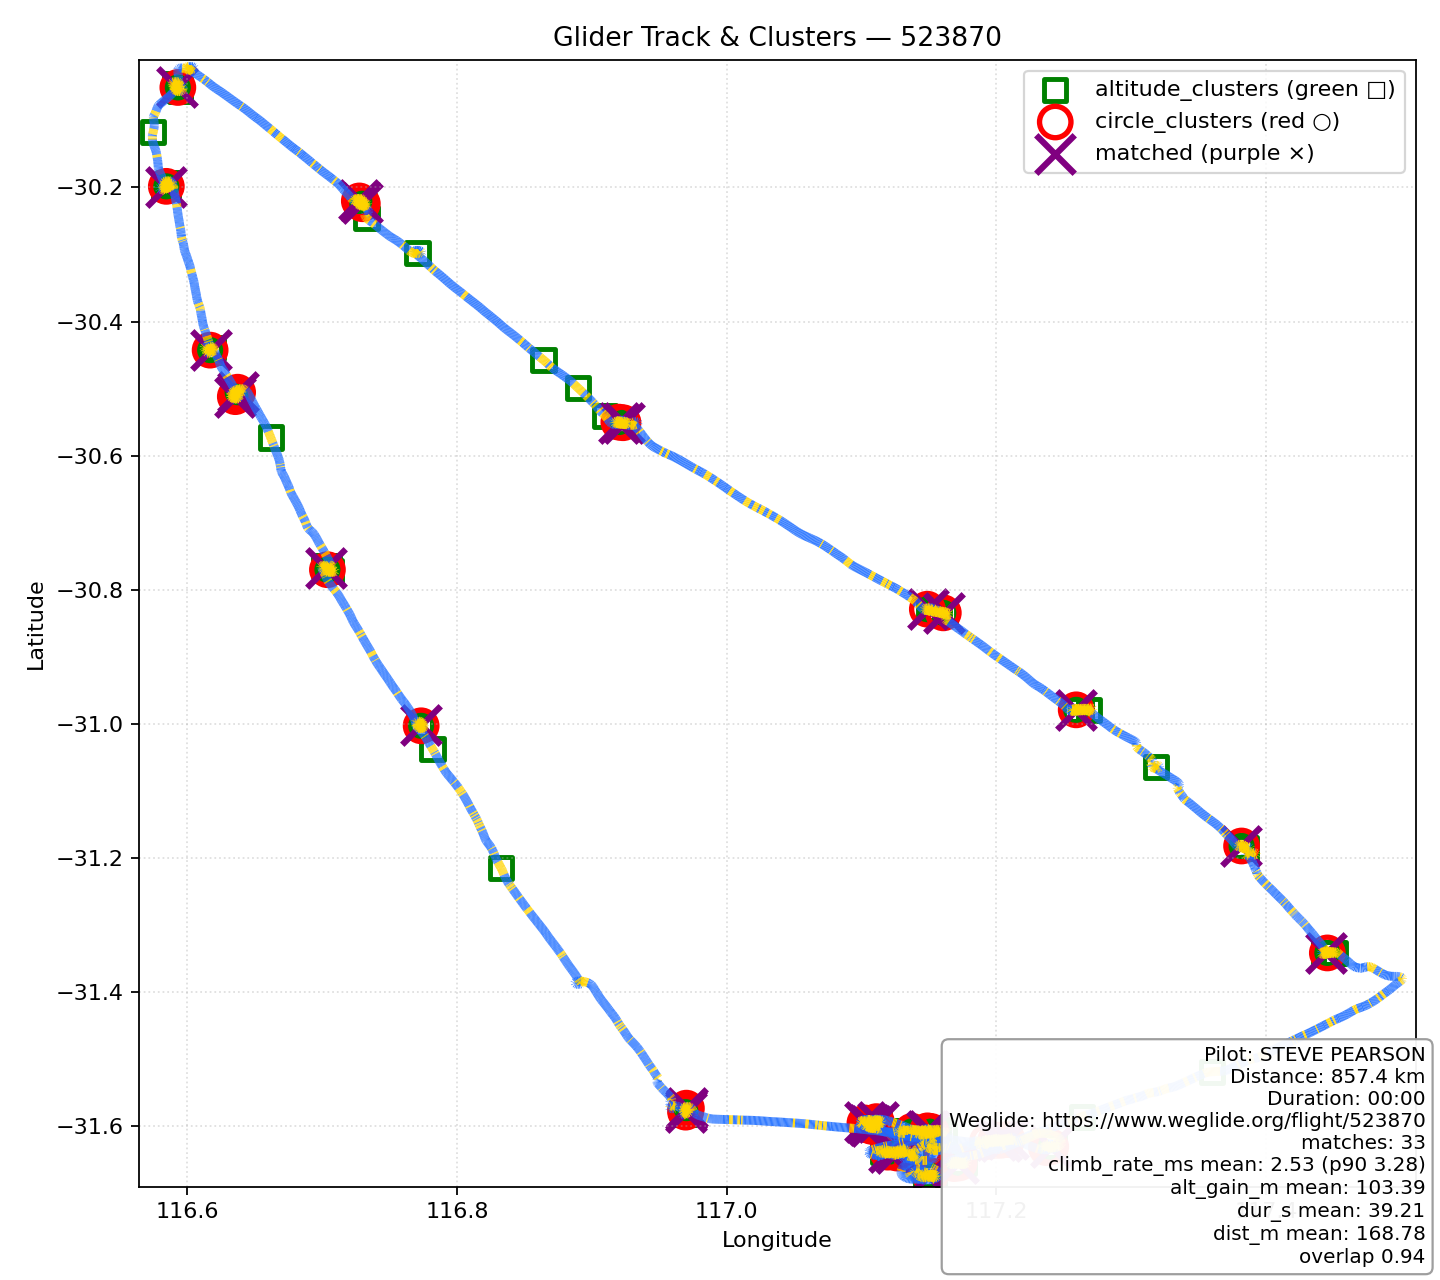 Glider Track & Clusters — 523870
altitude_clusters (green □)
circle_clusters (red ○)
matched (purple ×)
−30.2
−30.4
−30.6
−30.8
−31.0
−31.2
−31.4
−31.6
Latitude
116.6
116.8
117.0
117.2
Longitude
Pilot: STEVE PEARSON
Distance: 857.4 km
Duration: 00:00
Weglide: https://www.weglide.org/flight/523870
matches: 33
climb_rate_ms mean: 2.53 (p90 3.28)
alt_gain_m mean: 103.39
dur_s mean: 39.21
dist_m mean: 168.78
overlap 0.94